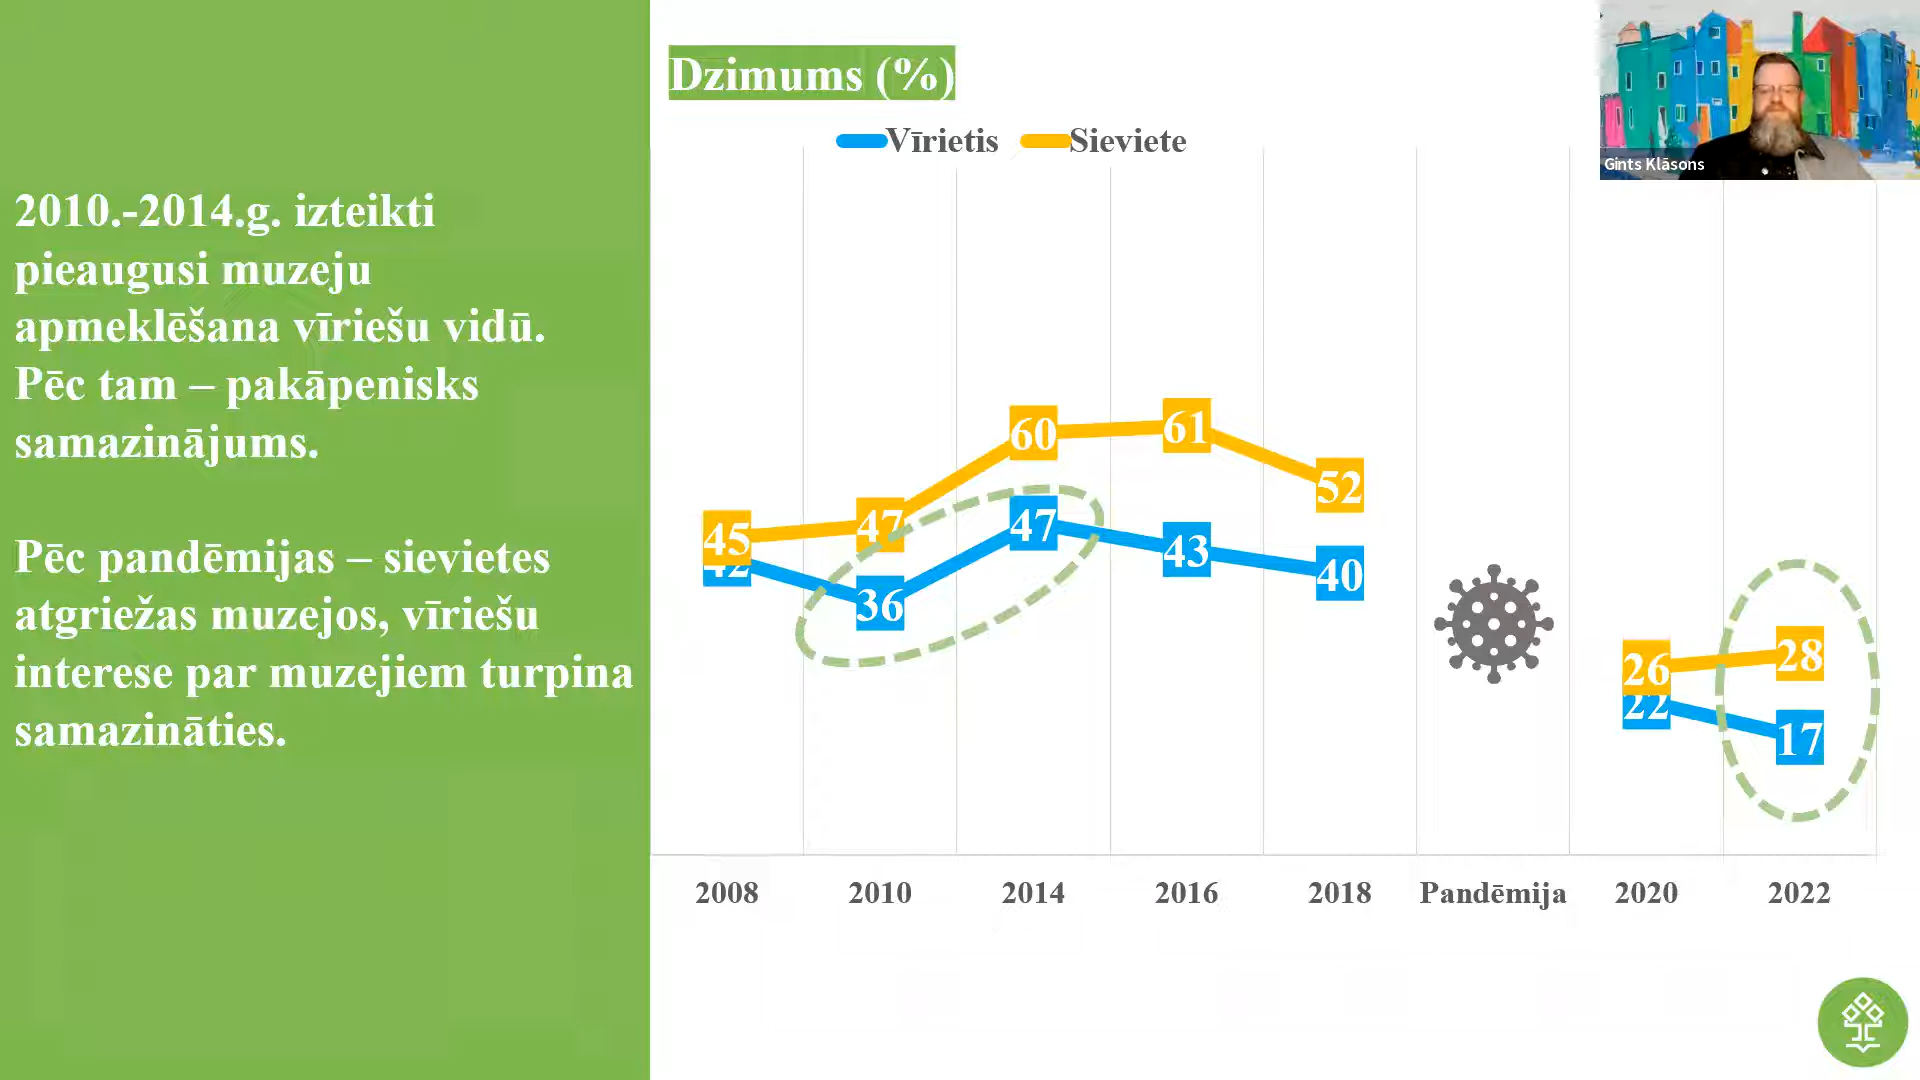 Dzimums (%)
Vīrietis Sieviete
Gints Klāsons
2010.-2014.g. izteikti
pieaugusi muzeju
apmeklēšana vīriešu vidū.
Pēc tam – pakāpenisks
samazinājums.
Pēc pandēmijas – sievietes
atgriežas muzejos, vīriešu
interese par muzejiem turpina
samazināties.
45 47 60 61 52 26 28
42 36 47 43 40 22 17
2008 2010 2014 2016 2018 Pandēmija 2020 2022